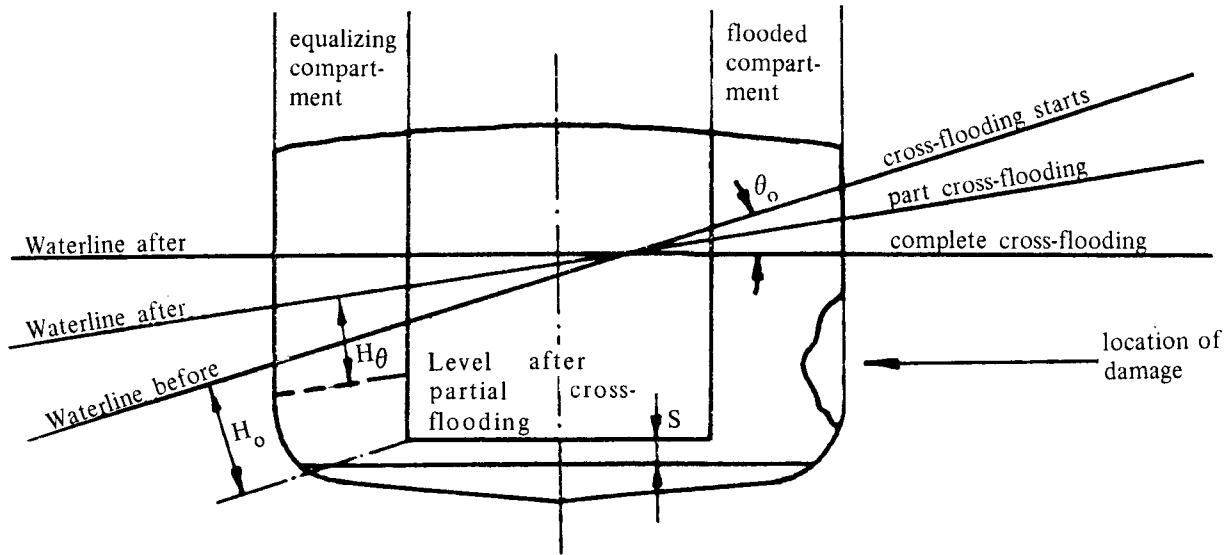 equalizing
compart-
ment
flooded
compart-
ment
cross-flooding starts
θo
part cross-flooding
Waterline after
complete cross-flooding
Waterline after
Hθ
Waterline before
Level after
partial cross-
flooding
location of
damage
Ho
S